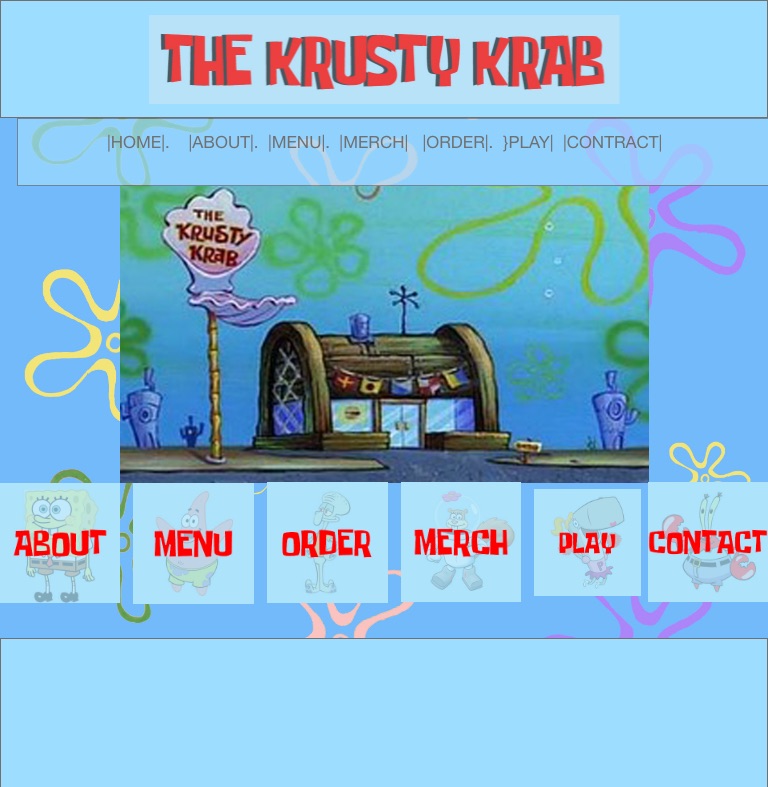 THE KRUSTY KRAB
|HOME|. |ABOUT|. |MENU|. |MERCH| |ORDER|. }PLAY| |CONTRACT|
THE
KRUSTY
KRAB
ABOUT MENU ORDER MERCH PLAY CONTACT